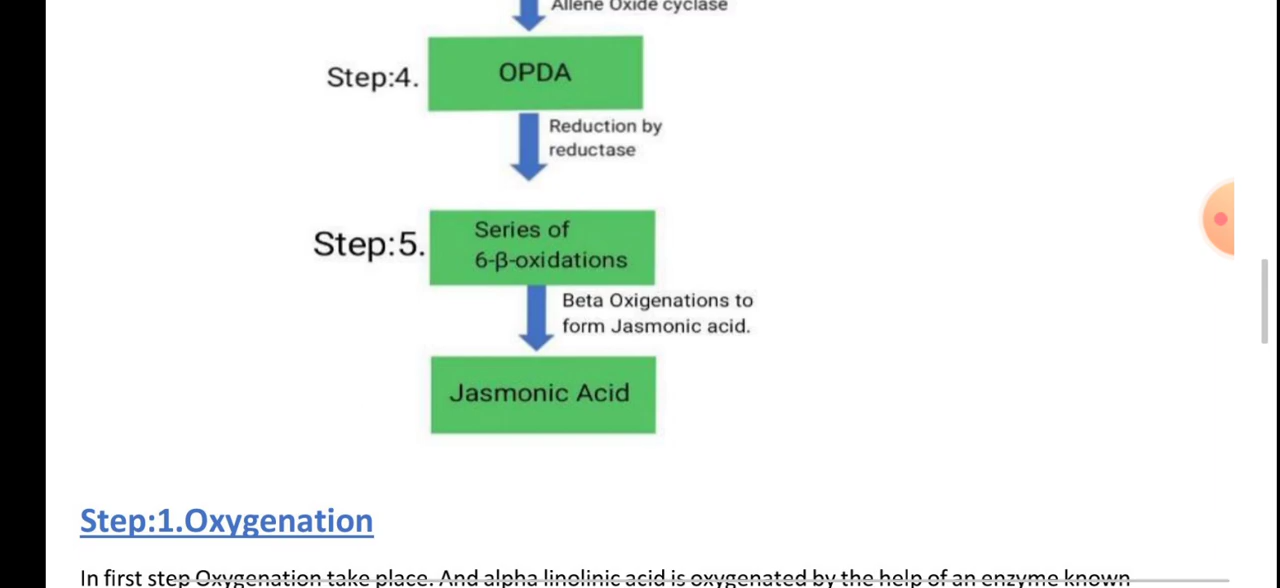 Allene Oxide cyclase
Step:4.
OPDA
Reduction by
reductase
Step:5.
Series of
6-β-oxidations
Beta Oxigenations to
form Jasmonic acid.
Jasmonic Acid
Step:1.Oxygenation
In first step Oxygenation take place. And alpha linolinic acid is oxygenated by the help of an enzyme known